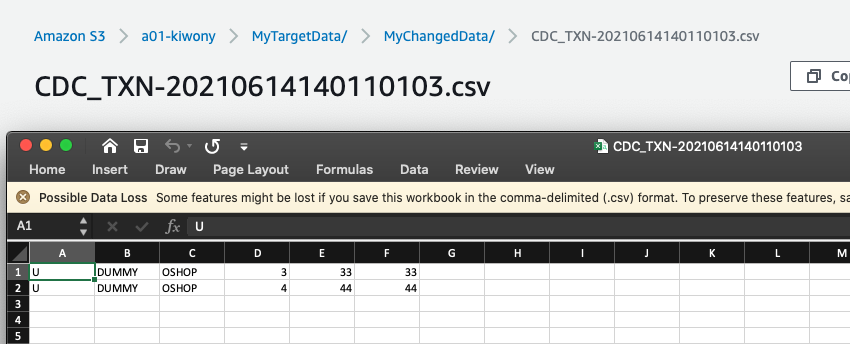 Amazon S3 > a01-kiwony > MyTargetData/ > MyChangedData/ > CDC_TXN-20210614140110103.csv
CDC_TXN-20210614140110103.csv
CDC_TXN-20210614140110103
Home Insert Draw Page Layout Formulas Data Review View
Possible Data Loss Some features might be lost if you save this workbook in the comma-delimited (.csv) format. To preserve these features,
A1 fx U
A B C D E F G H I J K L M
1 U DUMMY OSHOP 3 33 33
2 U DUMMY OSHOP 4 44 44
3
4
5